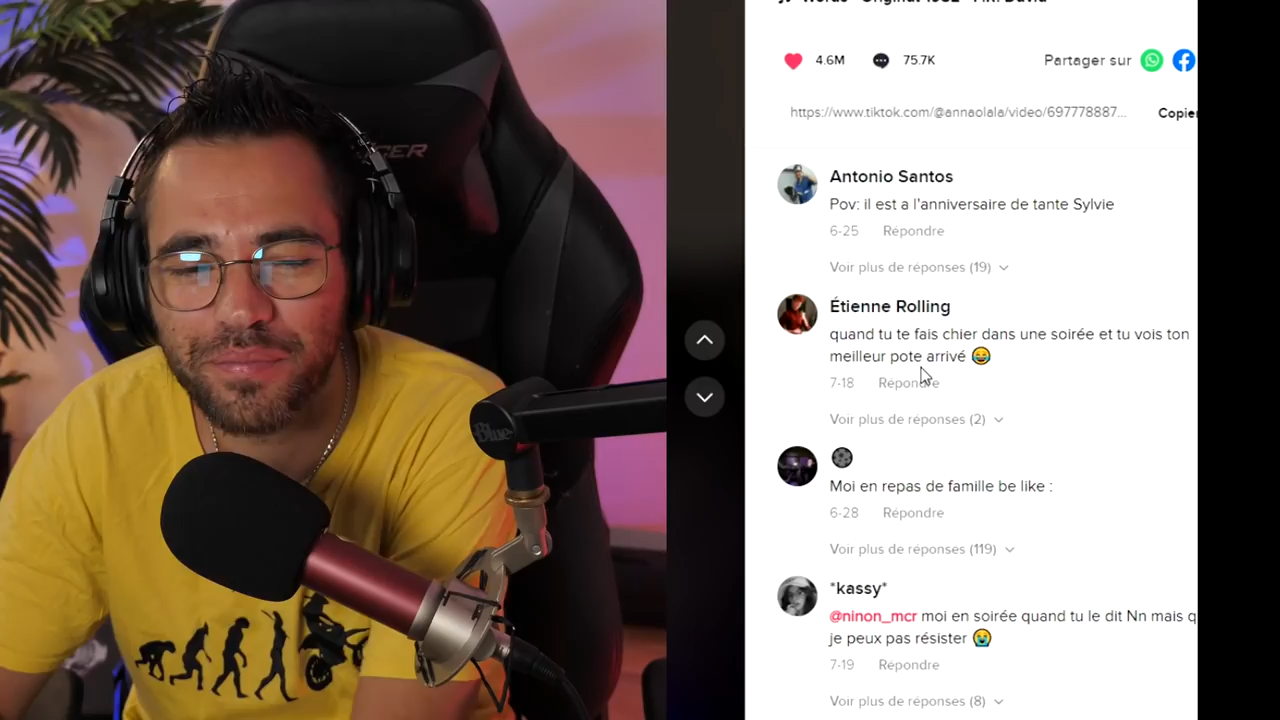 4.6M
75.7K
Partager sur
https://www.tiktok.com/@annaolala/video/697778887...
Copier
Antonio Santos
Pov: il est a l'anniversaire de tante Sylvie
6-25 Répondre
Voir plus de réponses (19)
Étienne Rolling
quand tu te fais chier dans une soirée et tu vois ton
meilleur pote arrivé 😂
7-18 Répondre
Voir plus de réponses (2)
⚽
Moi en repas de famille be like :
6-28 Répondre
Voir plus de réponses (119)
*kassy*
@ninon_mcr moi en soirée quand tu le dit Nn mais q
je peux pas résister 😭
7-19 Répondre
Voir plus de réponses (8)
Blue